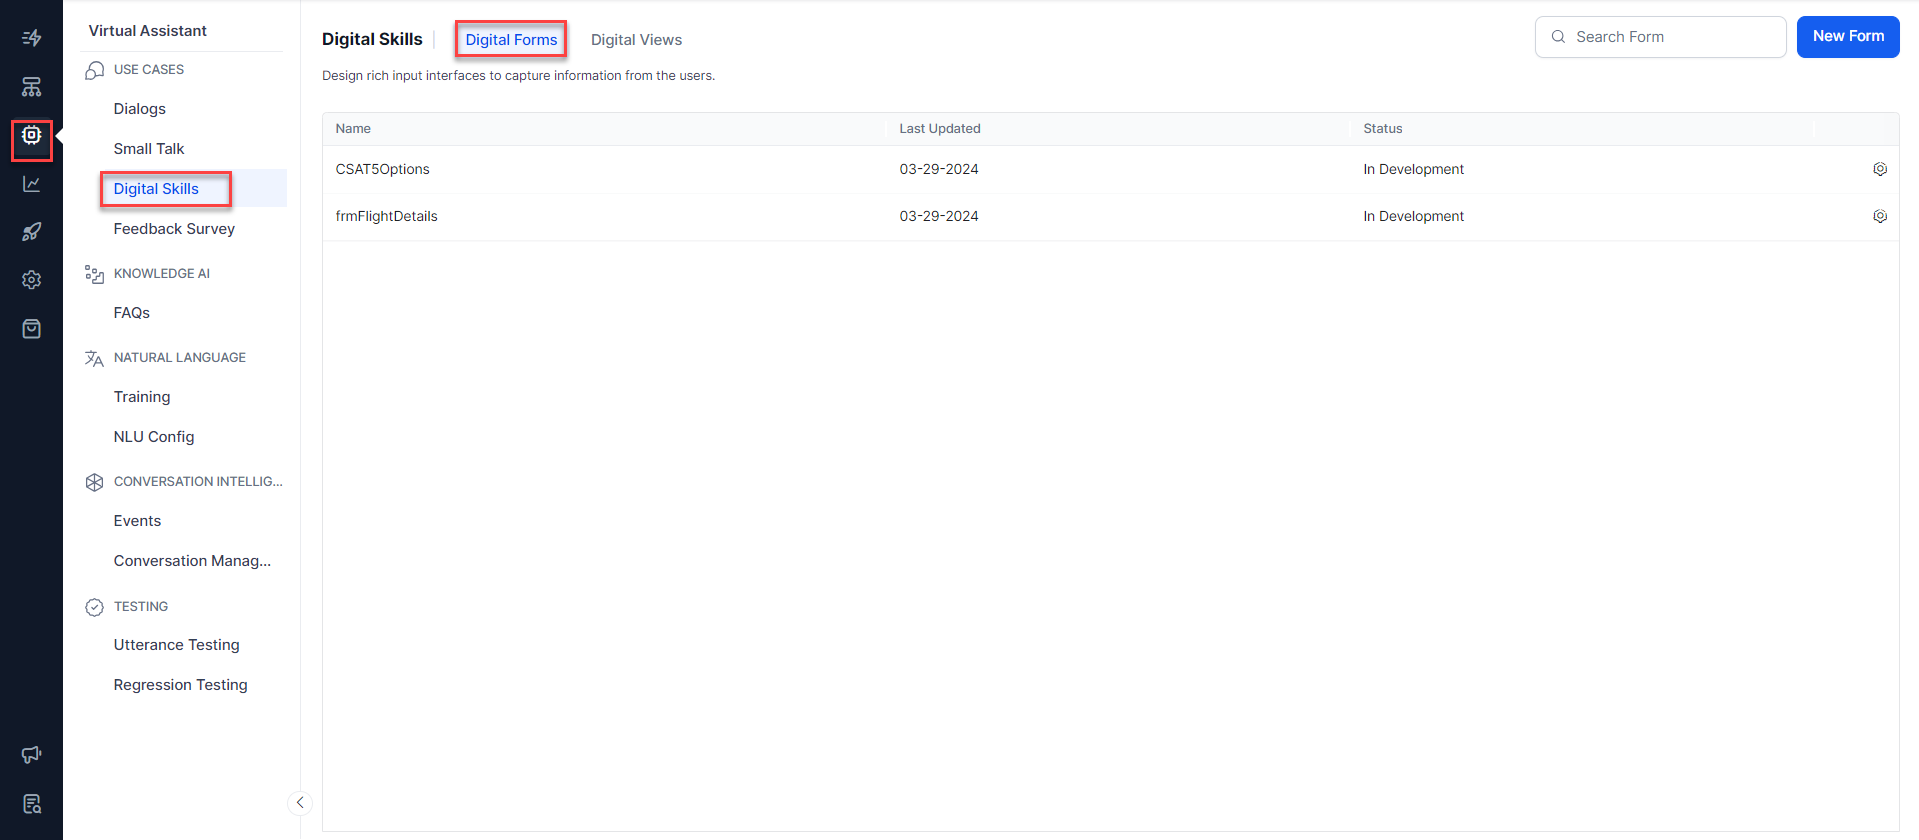 Virtual Assistant
USE CASES
Dialogs
Small Talk
Digital Skills
Feedback Survey
KNOWLEDGE AI
FAQs
NATURAL LANGUAGE
Training
NLU Config
CONVERSATION INTELLIG...
Events
Conversation Manag...
TESTING
Utterance Testing
Regression Testing
Digital Skills Digital Forms Digital Views Search Form New Form
Design rich input interfaces to capture information from the users.
Name Last Updated Status
CSAT5Options 03-29-2024 In Development
frmFlightDetails 03-29-2024 In Development